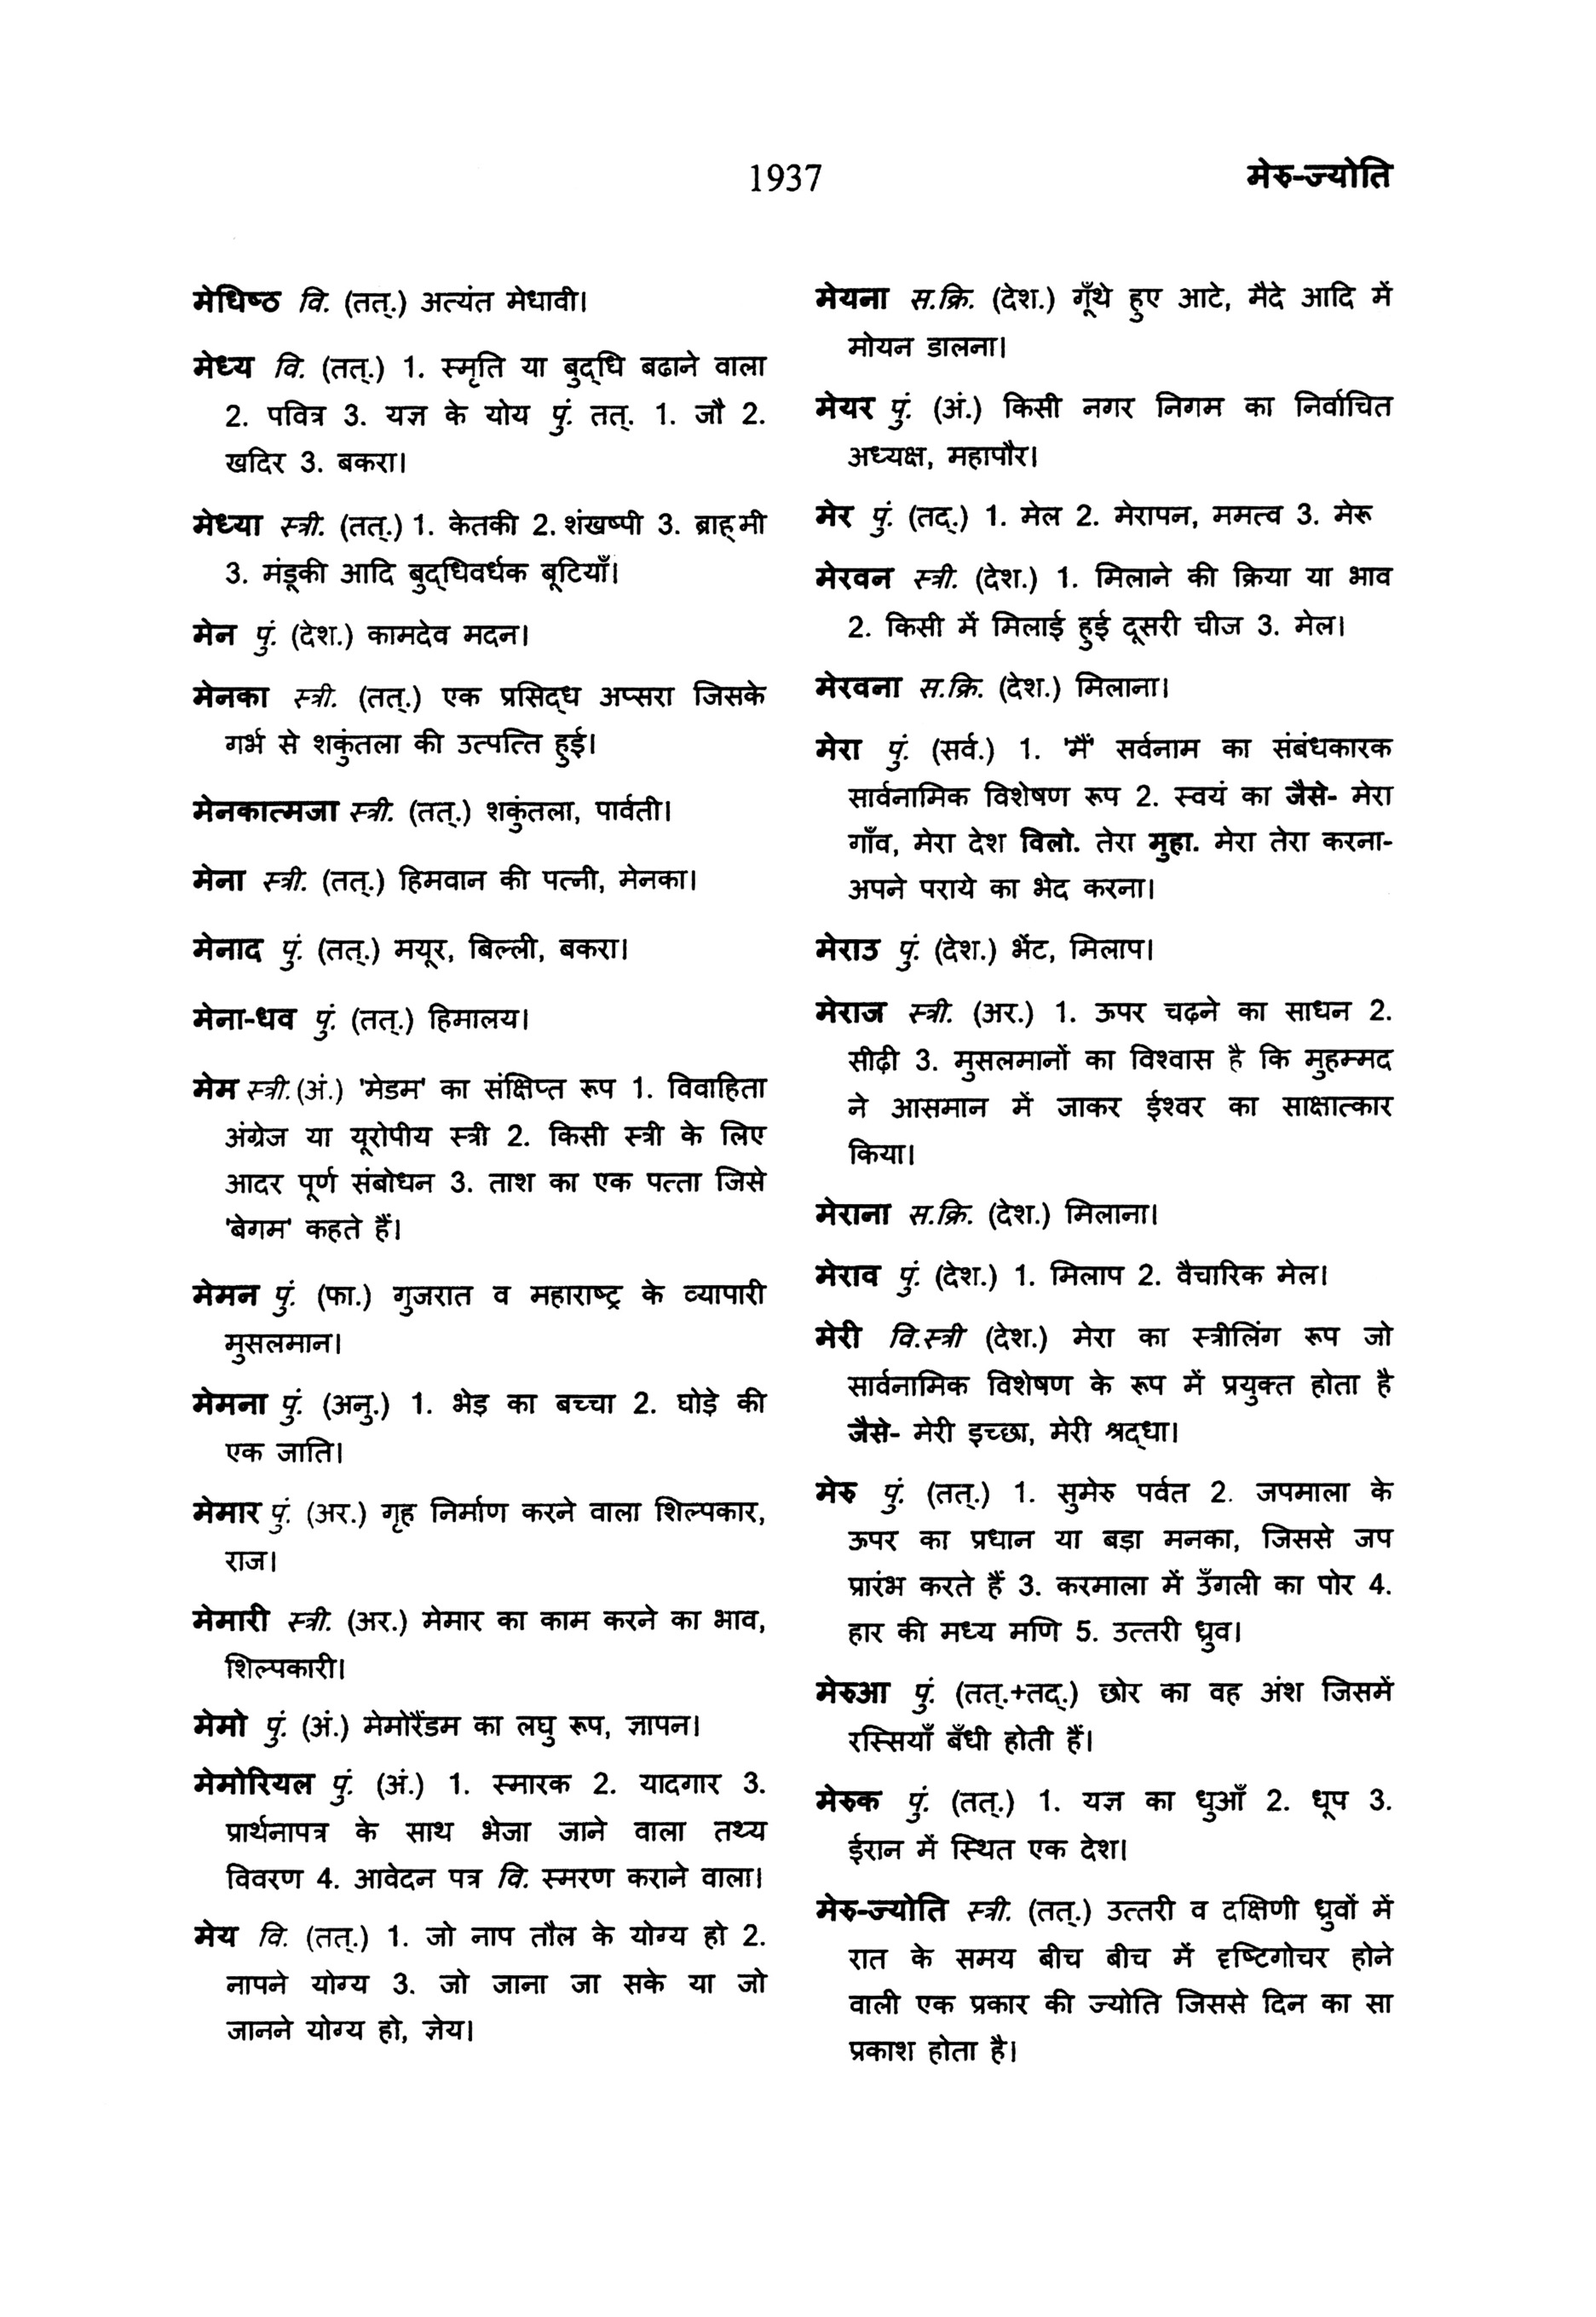 1937
मेरु-ज्योति
मेधिष्ठ वि. (तत्.) अत्यंत मेधावी।
मेध्य वि. (तत्.) 1. स्मृति या बुद्‌धि बढाने वाला
2. पवित्र 3. यज्ञ के योय पुं. तत्. 1. जौ 2.
खदिर 3. बकरा।
मेध्या स्त्री. (तत्.) 1. केतकी 2. शंखष्पी 3. ब्राह्‌मी
3. मंडूकी आदि बुद्‌धिवर्धक बूटियाँ।
मेन पुं. (देश.) कामदेव मदन।
मेनका स्त्री. (तत्.) एक प्रसिद्‌ध अप्सरा जिसके
गर्भ से शकुंतला की उत्पत्ति हुई।
मेनकात्मजा स्त्री. (तत्.) शकुंतला, पार्वती।
मेना स्त्री. (तत्.) हिमवान की पत्नी, मेनका।
मेनाद पुं. (तत्.) मयूर, बिल्ली, बकरा।
मेना-धव पुं. (तत्.) हिमालय।
मेम स्त्री. (अं.) 'मेडम' का संक्षिप्त रूप 1. विवाहिता
अंग्रेज या यूरोपीय स्त्री 2. किसी स्त्री के लिए
आदर पूर्ण संबोधन 3. ताश का एक पत्ता जिसे
'बेगम' कहते हैं।
मेमन पुं. (फा.) गुजरात व महाराष्ट्र के व्यापारी
मुसलमान।
मेमना पुं. (अनु.) 1. भेड़ का बच्चा 2. घोड़े की
एक जाति।
मेमार पुं. (अर.) गृह निर्माण करने वाला शिल्पकार,
राज।
मेमारी स्त्री. (अर.) मेमार का काम करने का भाव,
शिल्पकारी।
मेमो पुं. (अं.) मेमोरैंडम का लघु रूप, ज्ञापन।
मेमोरियल पुं. (अं.) 1. स्मारक 2. यादगार 3.
प्रार्थनापत्र के साथ भेजा जाने वाला तथ्य
विवरण 4. आवेदन पत्र वि. स्मरण कराने वाला।
मेय वि. (तत्.) 1. जो नाप तौल के योग्य हो 2.
नापने योग्य 3. जो जाना जा सके या जो
जानने योग्य हो, ज्ञेय।
मेयना स.क्रि. (देश.) गूँथे हुए आटे, मैदे आदि में
मोयन डालना।
मेयर पुं. (अं.) किसी नगर निगम का निर्वाचित
अध्यक्ष, महापौर।
मेर पुं. (तद्.) 1. मेल 2. मेरापन, ममत्व 3. मेरू
मेरवन स्त्री. (देश.) 1. मिलाने की क्रिया या भाव
2. किसी में मिलाई हुई दूसरी चीज 3. मेल।
मेरवना स.क्रि. (देश.) मिलाना।
मेरा पुं. (सर्व.) 1. 'मैं' सर्वनाम का संबंधकारक
सार्वनामिक विशेषण रूप 2. स्वयं का जैसे- मेरा
गाँव, मेरा देश विलो. तेरा मुहा. मेरा तेरा करना-
अपने पराये का भेद करना।
मेराउ पुं. (देश.) भेंट, मिलाप।
मेराज स्त्री. (अर.) 1. ऊपर चढ़ने का साधन 2.
सीढ़ी 3. मुसलमानों का विश्वास है कि मुहम्मद
ने आसमान में जाकर ईश्वर का साक्षात्कार
किया।
मेराना स.क्रि. (देश.) मिलाना।
मेराव पुं. (देश.) 1. मिलाप 2. वैचारिक मेल।
मेरी वि.स्त्री (देश.) मेरा का स्त्रीलिंग रूप जो
सार्वनामिक विशेषण के रूप में प्रयुक्त होता है
जैसे- मेरी इच्छा, मेरी श्रद्‌धा।
मेरु पुं. (तत्.) 1. सुमेरु पर्वत 2. जपमाला के
ऊपर का प्रधान या बड़ा मनका, जिससे जप
प्रारंभ करते हैं 3. करमाला में उँगली का पोर 4.
हार की मध्य मणि 5. उत्तरी ध्रुव।
मेरुआ पुं. (तत्.+तद्.) छोर का वह अंश जिसमें
रस्सियाँ बँधी होती हैं।
मेरुक पुं. (तत्.) 1. यज्ञ का धुआँ 2. धूप 3.
ईरान में स्थित एक देश।
मेरु-ज्योति स्त्री. (तत्.) उत्तरी व दक्षिणी ध्रुवों में
रात के समय बीच बीच में दृष्टिगोचर होने
वाली एक प्रकार की ज्योति जिससे दिन का सा
प्रकाश होता है।